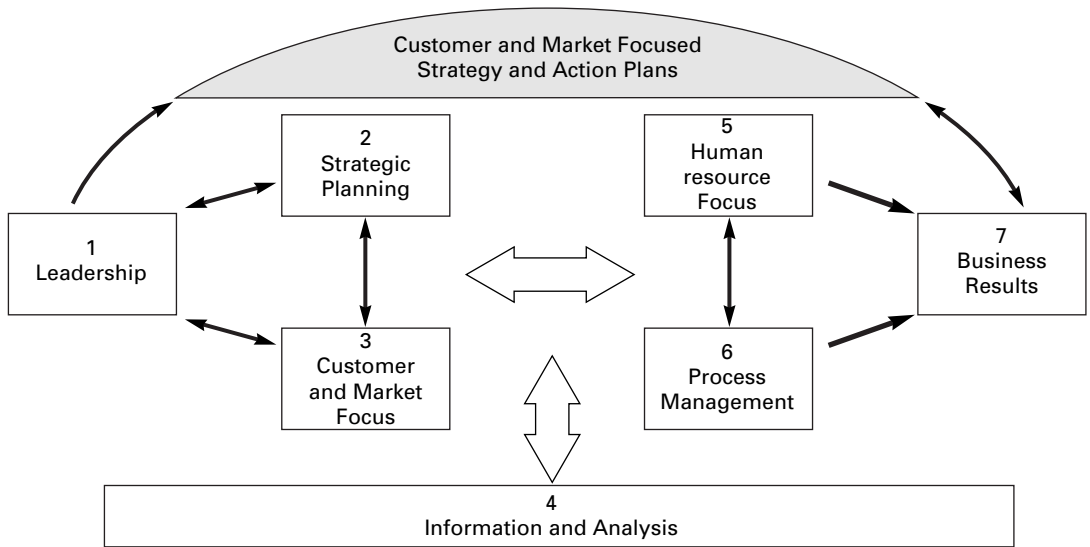 Customer and Market Focused
Strategy and Action Plans
2
Strategic
Planning
5
Human
resource
Focus
1
Leadership
7
Business
Results
3
Customer
and Market
Focus
6
Process
Management
4
Information and Analysis